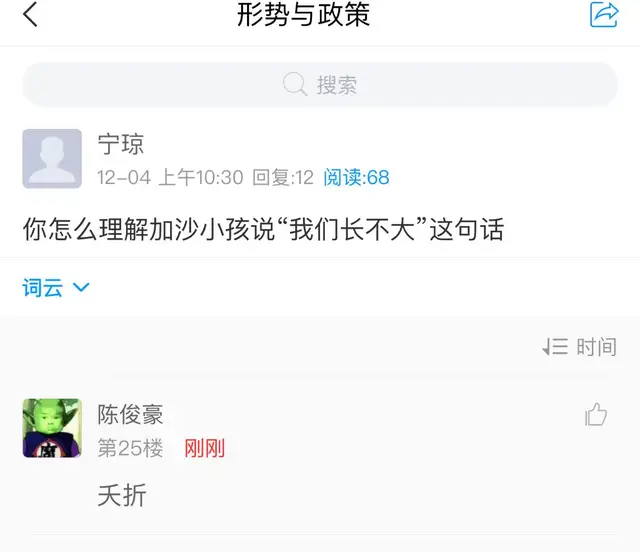 形势与政策
搜索
宁琼
12-04 上午10:30 回复:12 阅读:68
你怎么理解加沙小孩说“我们长不大”这句话
词云
时间
陈俊豪
第25楼 刚刚
夭折